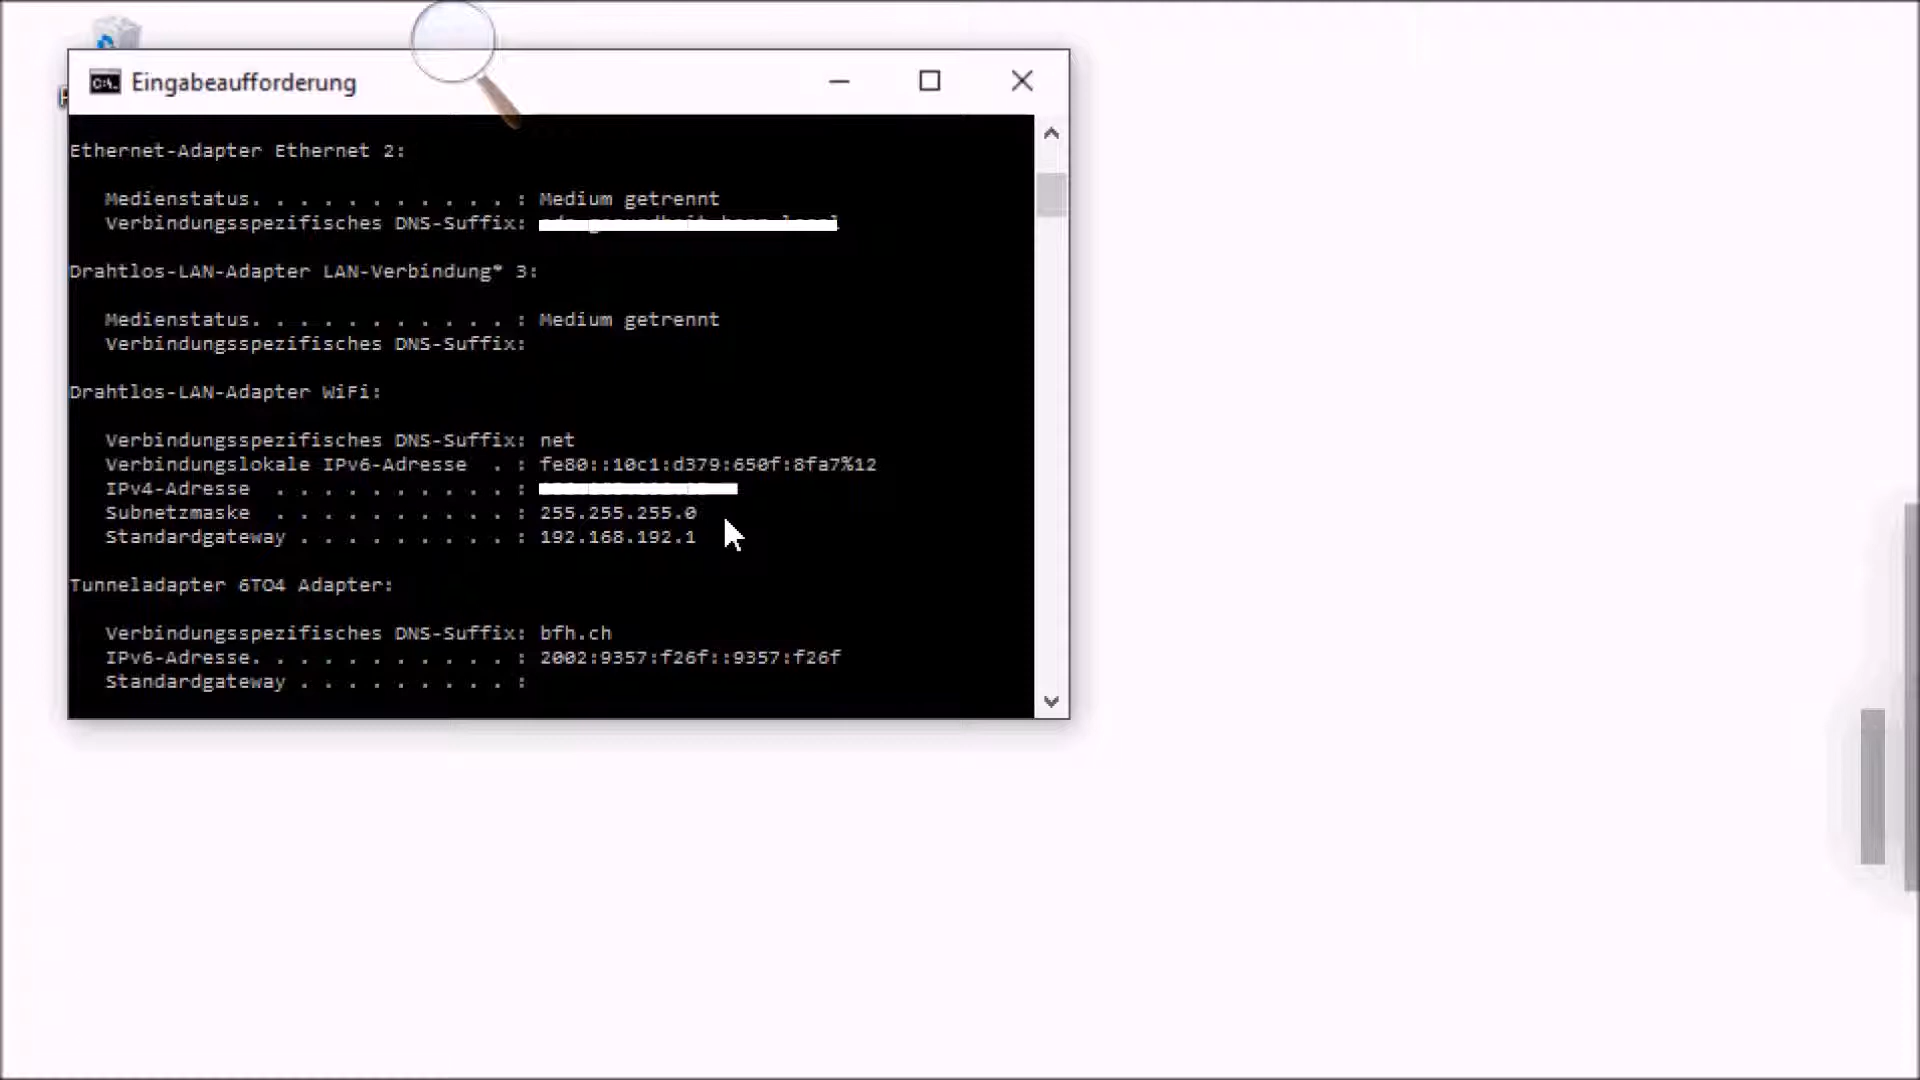 Eingabeaufforderung
Ethernet-Adapter Ethernet 2:
Medienstatus. . . . . . . . . . . : Medium getrennt
Verbindungsspezifisches DNS-Suffix:
Drahtlos-LAN-Adapter LAN-Verbindung* 3:
Medienstatus. . . . . . . . . . . : Medium getrennt
Verbindungsspezifisches DNS-Suffix:
Drahtlos-LAN-Adapter WiFi:
Verbindungsspezifisches DNS-Suffix: net
Verbindungslokale IPv6-Adresse  . : fe80::10c1:d379:650f:8fa7%12
IPv4-Adresse  . . . . . . . . . . :
Subnetzmaske  . . . . . . . . . . : 255.255.255.0
Standardgateway . . . . . . . . . : 192.168.192.1
Tunneladapter 6TO4 Adapter:
Verbindungsspezifisches DNS-Suffix: bfh.ch
IPv6-Adresse. . . . . . . . . . . : 2002:9357:f26f::9357:f26f
Standardgateway . . . . . . . . . :